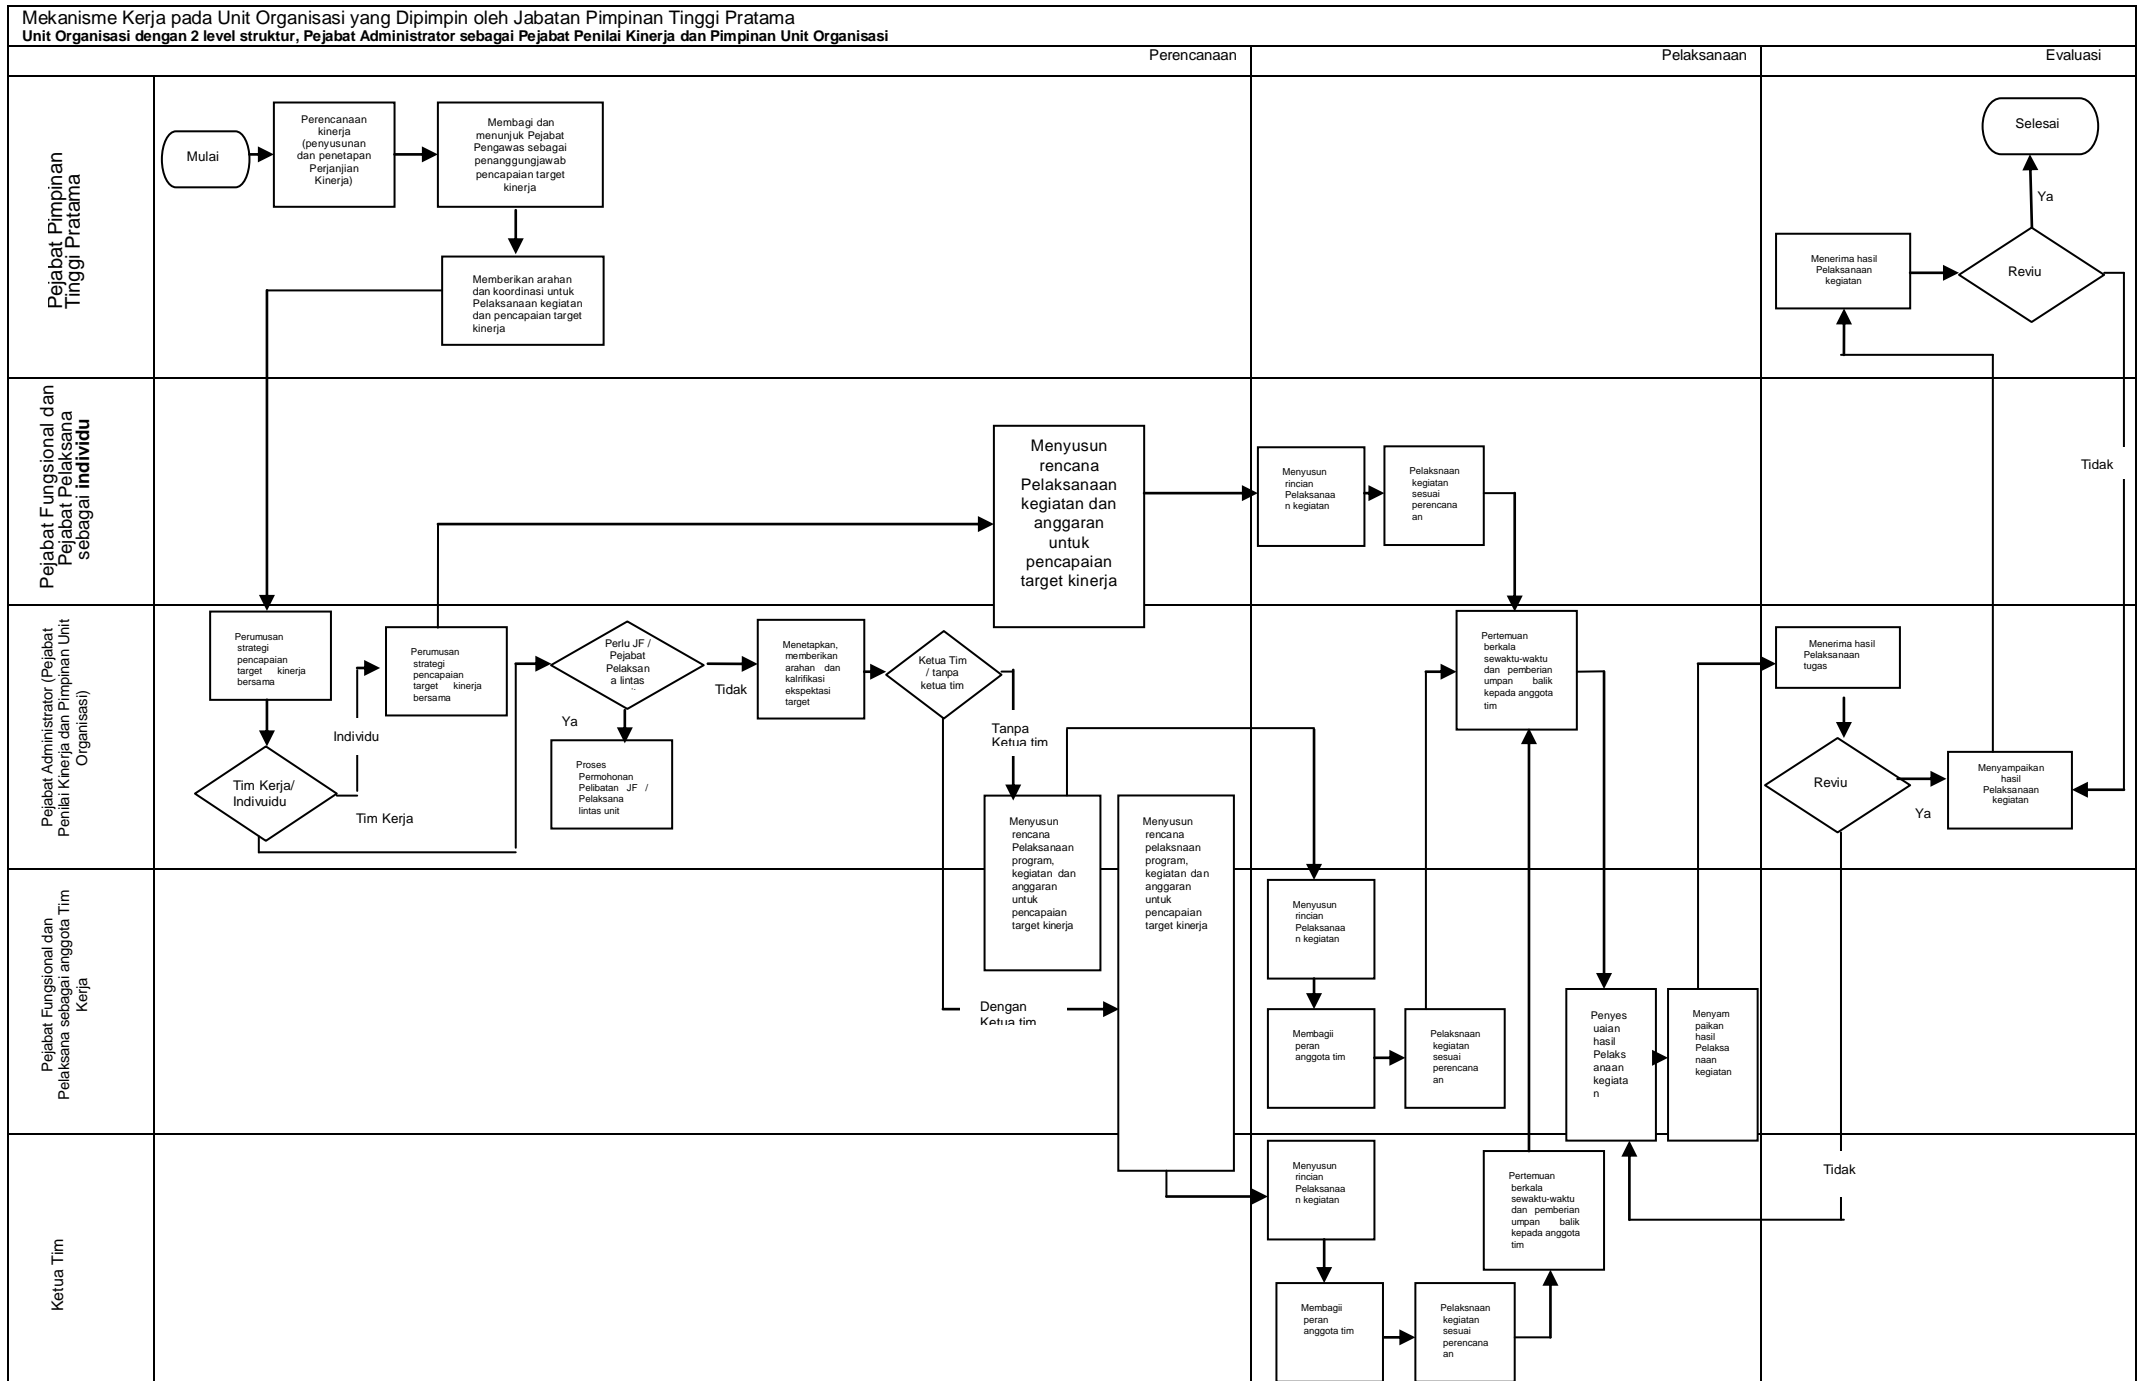 Mekanisme Kerja pada Unit Organisasi yang Dipimpin oleh Jabatan Pimpinan Tinggi Pratama
Unit Organisasi dengan 2 level struktur, Pejabat Administrator sebagai Pejabat Penilai Kinerja dan Pimpinan Unit Organisasi
Perencanaan
Pelaksanaan
Evaluasi
Pejabat Pimpinan
Tinggi Pratama
Mulai
Perencanaan
kinerja
(penyusunan
dan penetapan
Perjanjian
Kinerja)
Membagi dan
menunjuk Pejabat
Pengawas sebagai
penanggungjawab
pencapaian target
kinerja
Memberikan arahan
dan koordinasi untuk
Pelaksanaan kegiatan
dan pencapaian target
kinerja
Selesai
Ya
Menerima hasil
Pelaksanaan
kegiatan
Reviu
Tidak
Pejabat Fungsional dan
Pejabat Pelaksana
sebagai individu
Menyusun
rencana
Pelaksanaan
kegiatan dan
anggaran
untuk
pencapaian
target kinerja
Menyusun
rincian
Pelaksanaa
n kegiatan
Pelaksnaan
kegiatan
sesuai
perencana
an
Pejabat Administrator (Pejabat
Penilai Kinerja dan Pimpinan Unit
Organisasi)
Perumusan
strategi
pencapaian
target kinerja
bersama
Tim Kerja/
Indivuidu
Individu
Tim Kerja
Perumusan
strategi
pencapaian
target kinerja
bersama
Perlu JF /
Pejabat
Pelaksan
a lintas
Tidak
Ya
Proses
Permohonan
Pelibatan JF /
Pelaksana
lintas unit
Menetapkan,
memberikan
arahan dan
kalrifikasi
ekspektasi
target
Ketua Tim
/ tanpa
ketua tim
Tanpa
Ketua tim
Menyusun
rencana
Pelaksanaan
program,
kegiatan dan
anggaran
untuk
pencapaian
target kinerja
Menyusun
rencana
pelaksnaan
program,
kegiatan dan
anggaran
untuk
pencapaian
target kinerja
Dengan
Ketua tim
Pertemuan
berkala
sewaktu-waktu
dan pemberian
umpan balik
kepada anggota
tim
Menerima hasil
Pelaksanaan
tugas
Reviu
Ya
Menyampaikan
hasil
Pelaksanaan
kegiatan
Pejabat Fungsional dan
Pelaksana sebagai anggota Tim
Kerja
Menyusun
rincian
Pelaksanaa
n kegiatan
Membagii
peran
anggota tim
Pelaksnaan
kegiatan
sesuai
perencana
an
Penyes
uaian
hasil
Pelaks
anaan
kegiata
n
Menyam
paikan
hasil
Pelaksa
naan
kegiatan
Tidak
Ketua Tim
Menyusun
rincian
Pelaksanaa
n kegiatan
Membagii
peran
anggota tim
Pelaksnaan
kegiatan
sesuai
perencana
an
Pertemuan
berkala
sewaktu-waktu
dan pemberian
umpan balik
kepada anggota
tim